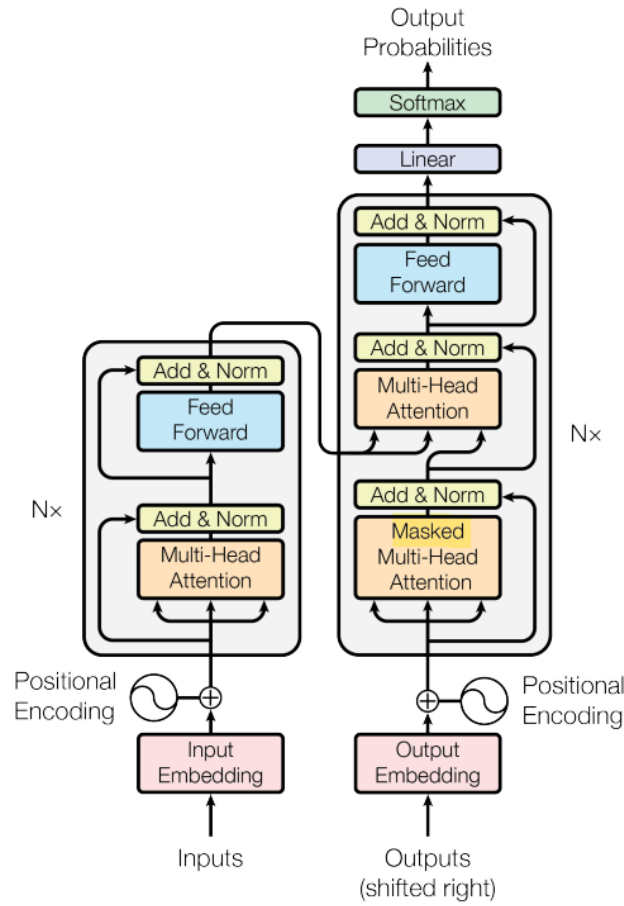 Output
Probabilities
Softmax
Linear
Add & Norm
Feed
Forward
Add & Norm
Multi-Head
Attention
Add & Norm
Masked
Multi-Head
Attention
N×
Add & Norm
Feed
Forward
Add & Norm
Multi-Head
Attention
N×
Positional
Encoding
Positional
Encoding
Input
Embedding
Output
Embedding
Inputs
Outputs
(shifted right)